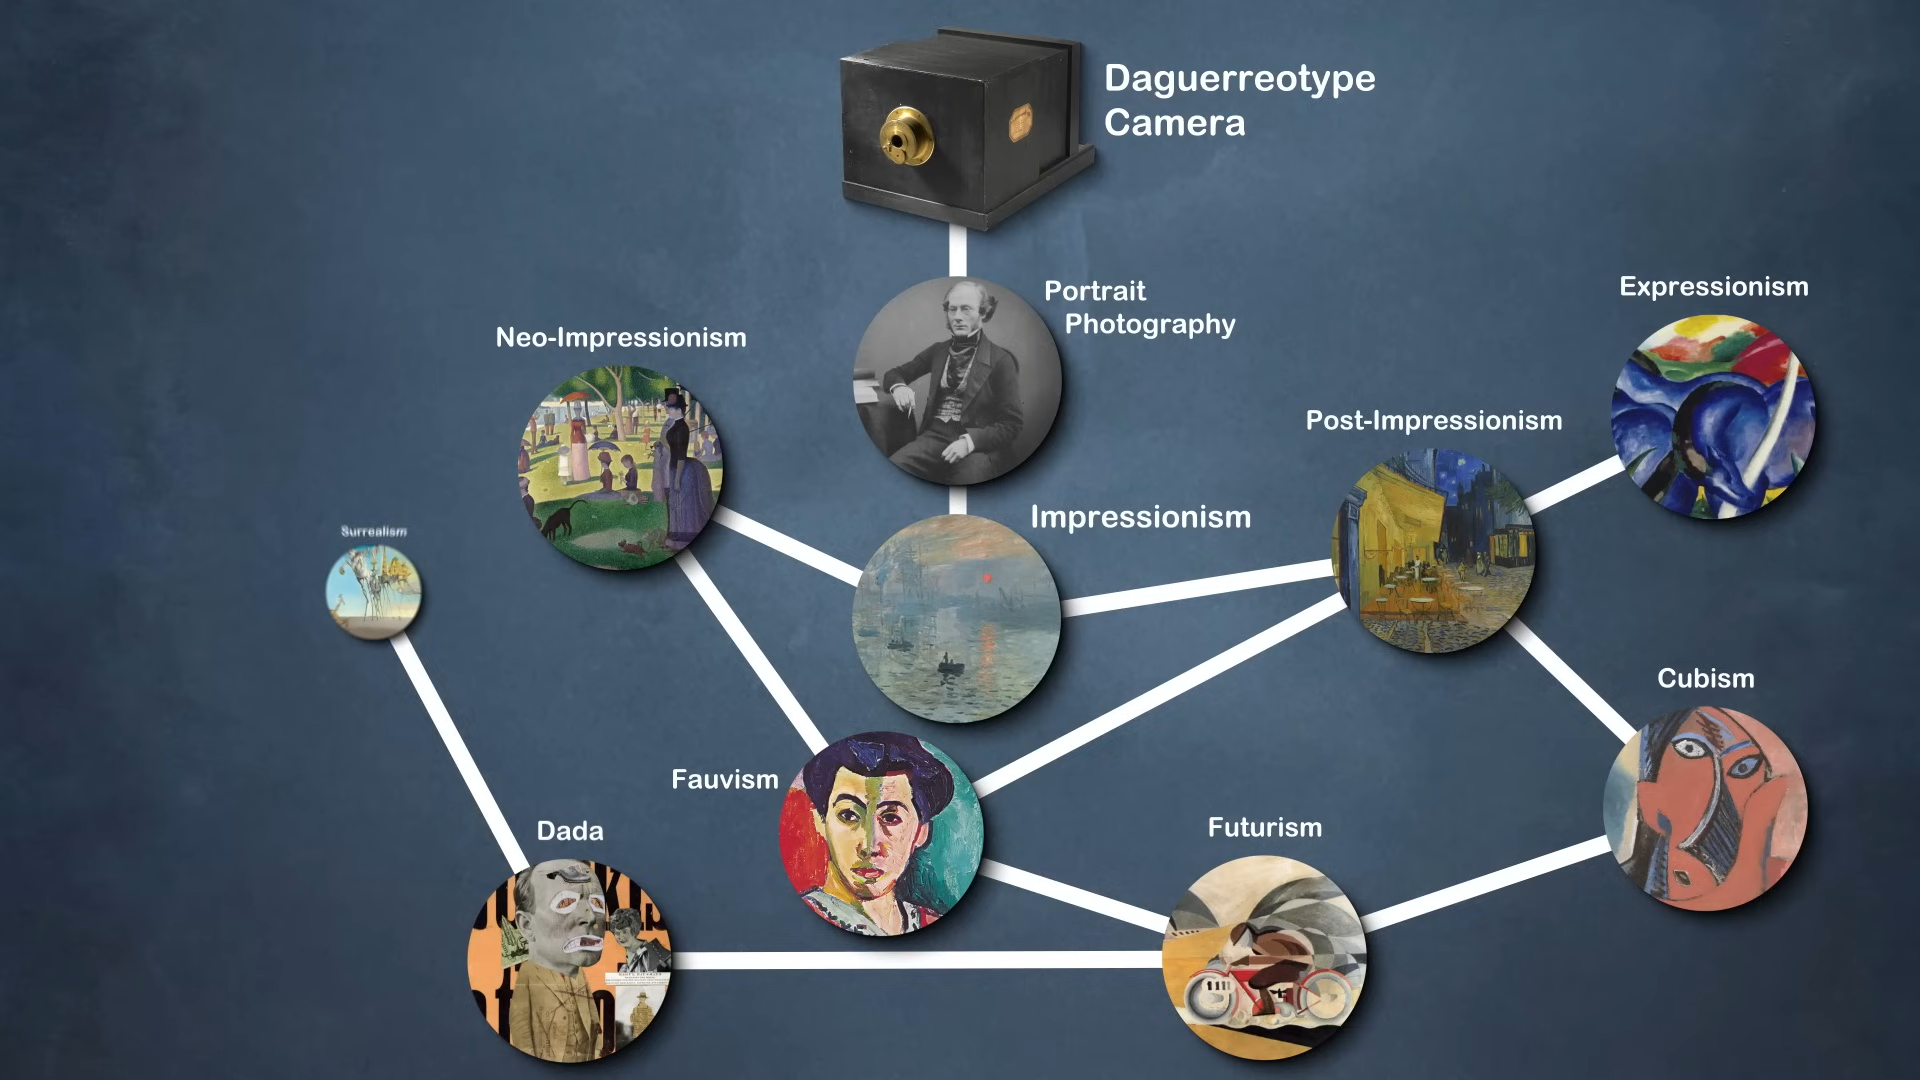 Daguerreotype
Camera
Portrait
Photography
Expressionism
Neo-Impressionism
Post-Impressionism
Impressionism
Surrealism
Cubism
Fauvism
Futurism
Dada